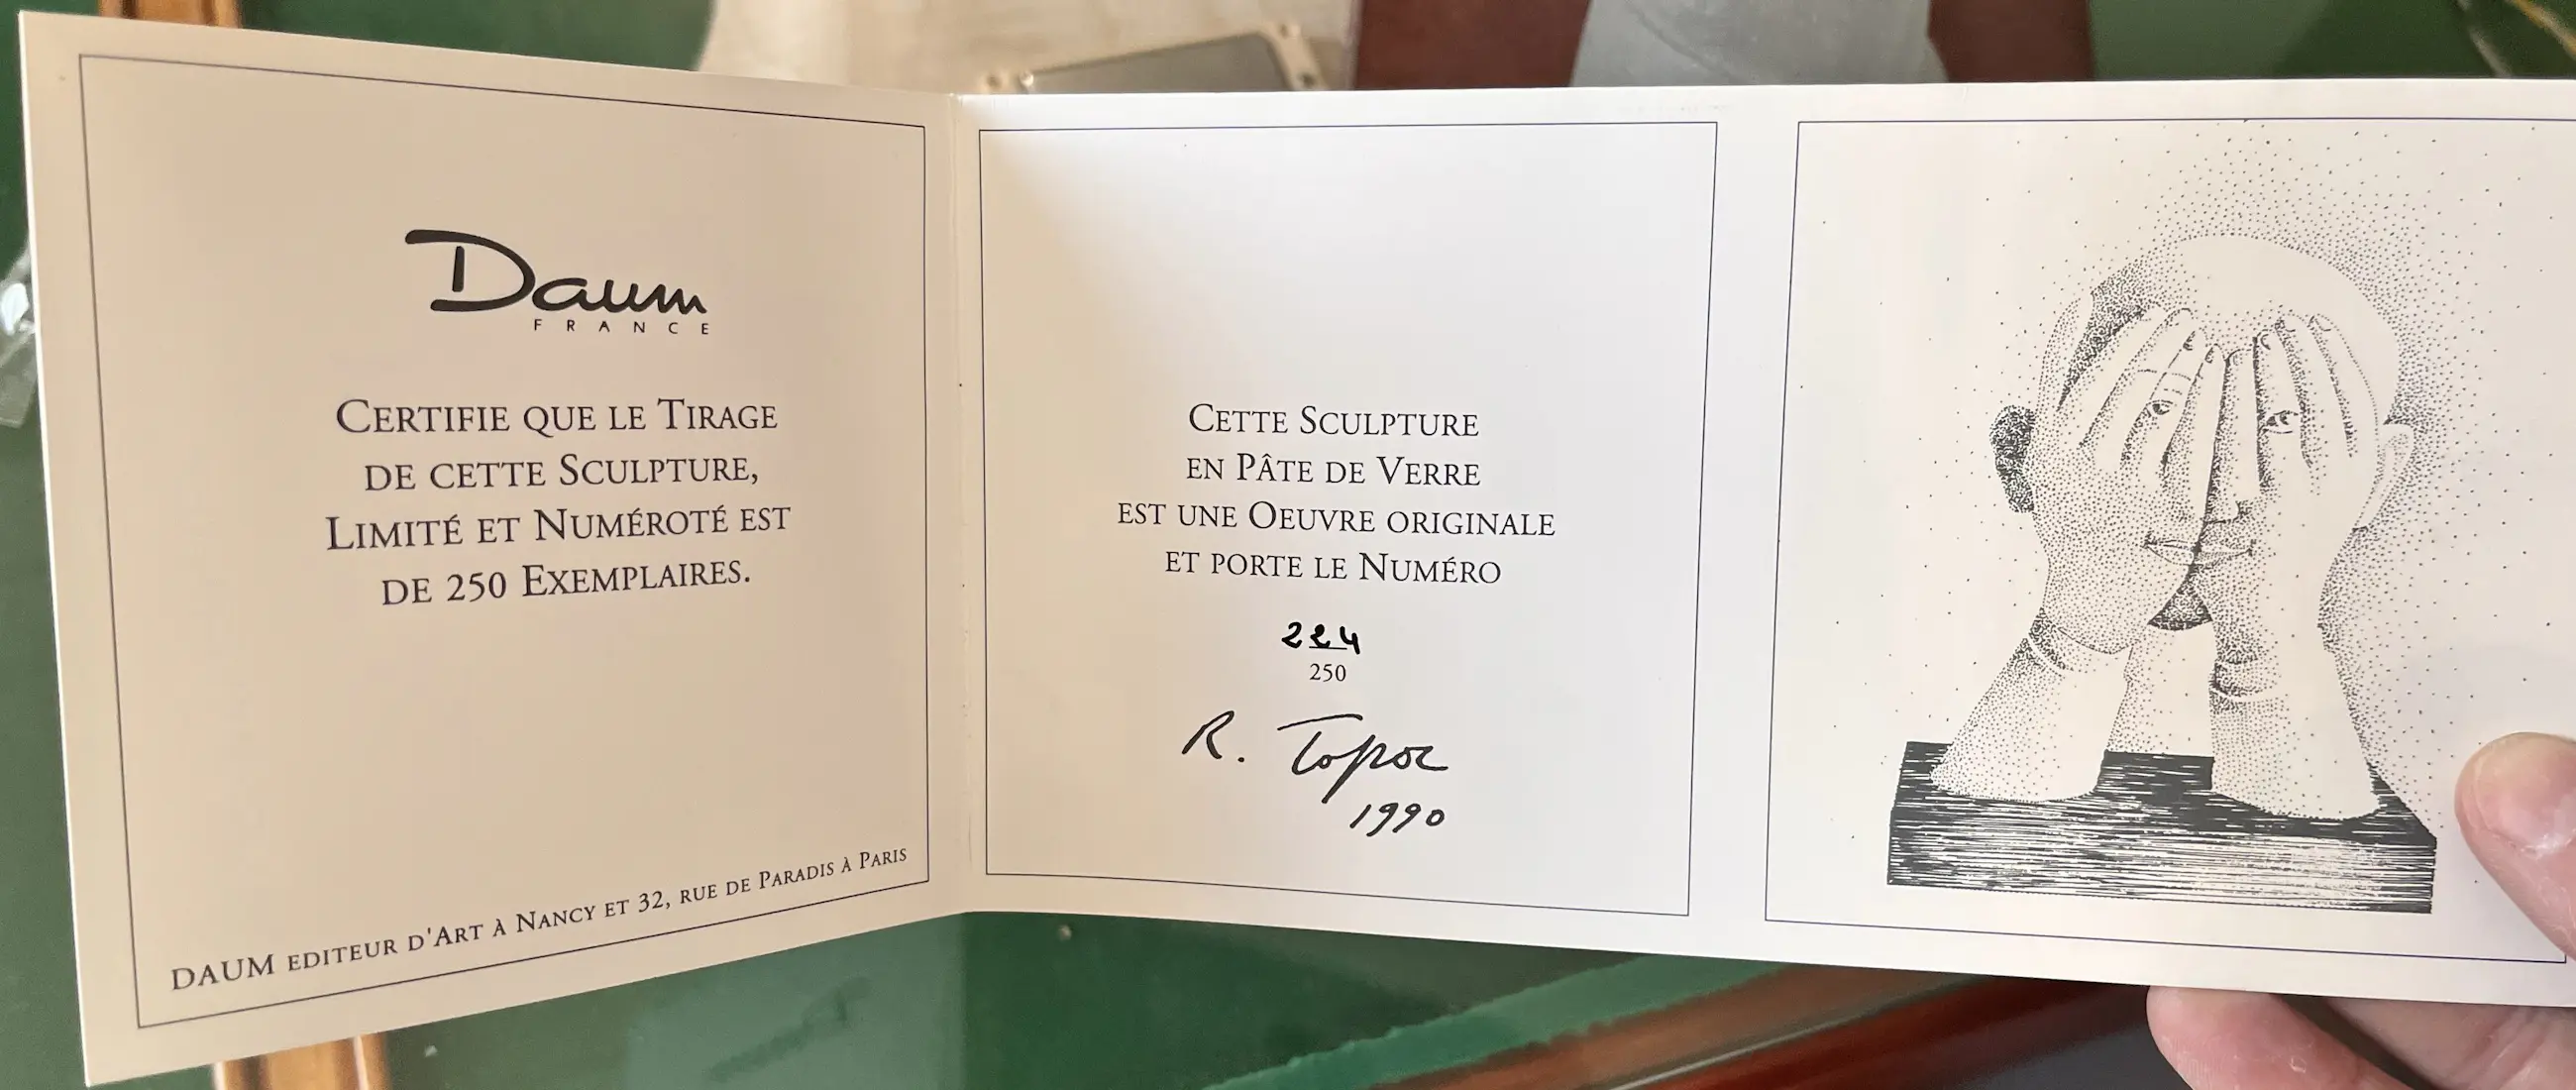 Daum
FRANCE
CERTIFIE QUE LE TIRAGE
DE CETTE SCULPTURE,
LIMITÉ ET NUMÉROTÉ EST
DE 250 EXEMPLAIRES.
DAUM EDITEUR D'ART À NANCY ET 32, RUE DE PARADIS À PARIS
CETTE SCULPTURE
EN PÂTE DE VERRE
EST UNE OEUVRE ORIGINALE
ET PORTE LE NUMÉRO
224
250
R. Topor
1990